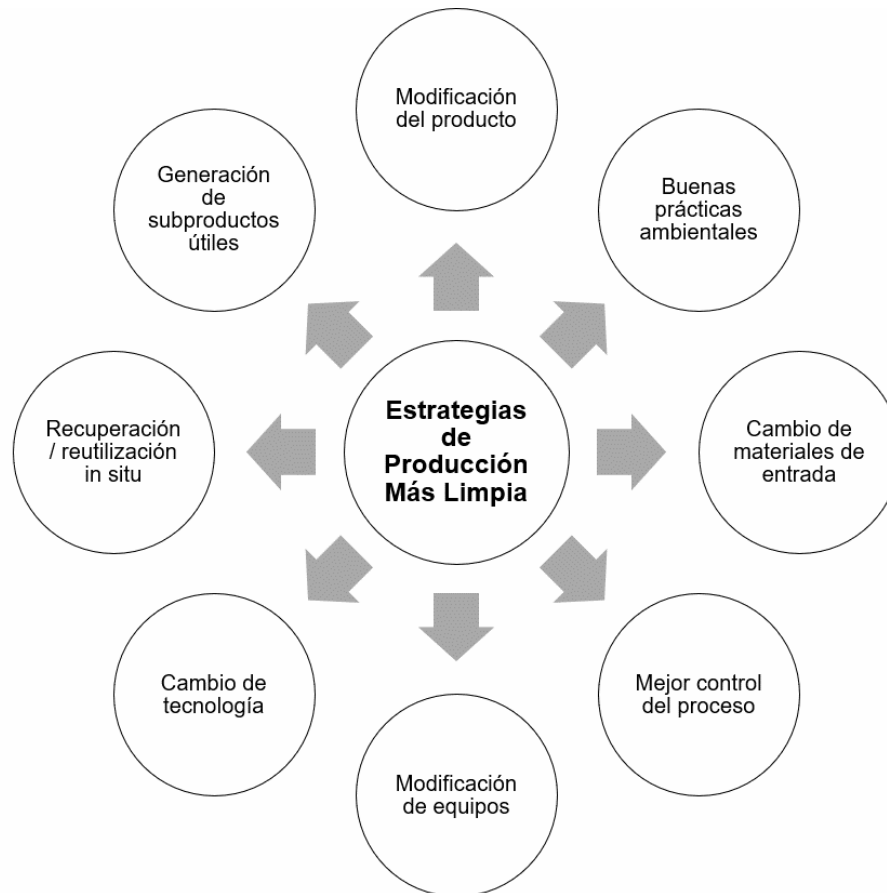 Modificación
del producto
Generación
de
subproductos
útiles
Buenas
prácticas
ambientales
Recuperación
/ reutilización
in situ
Estrategias
de
Producción
Más Limpia
Cambio de
materiales de
entrada
Cambio de
tecnología
Mejor control
del proceso
Modificación
de equipos